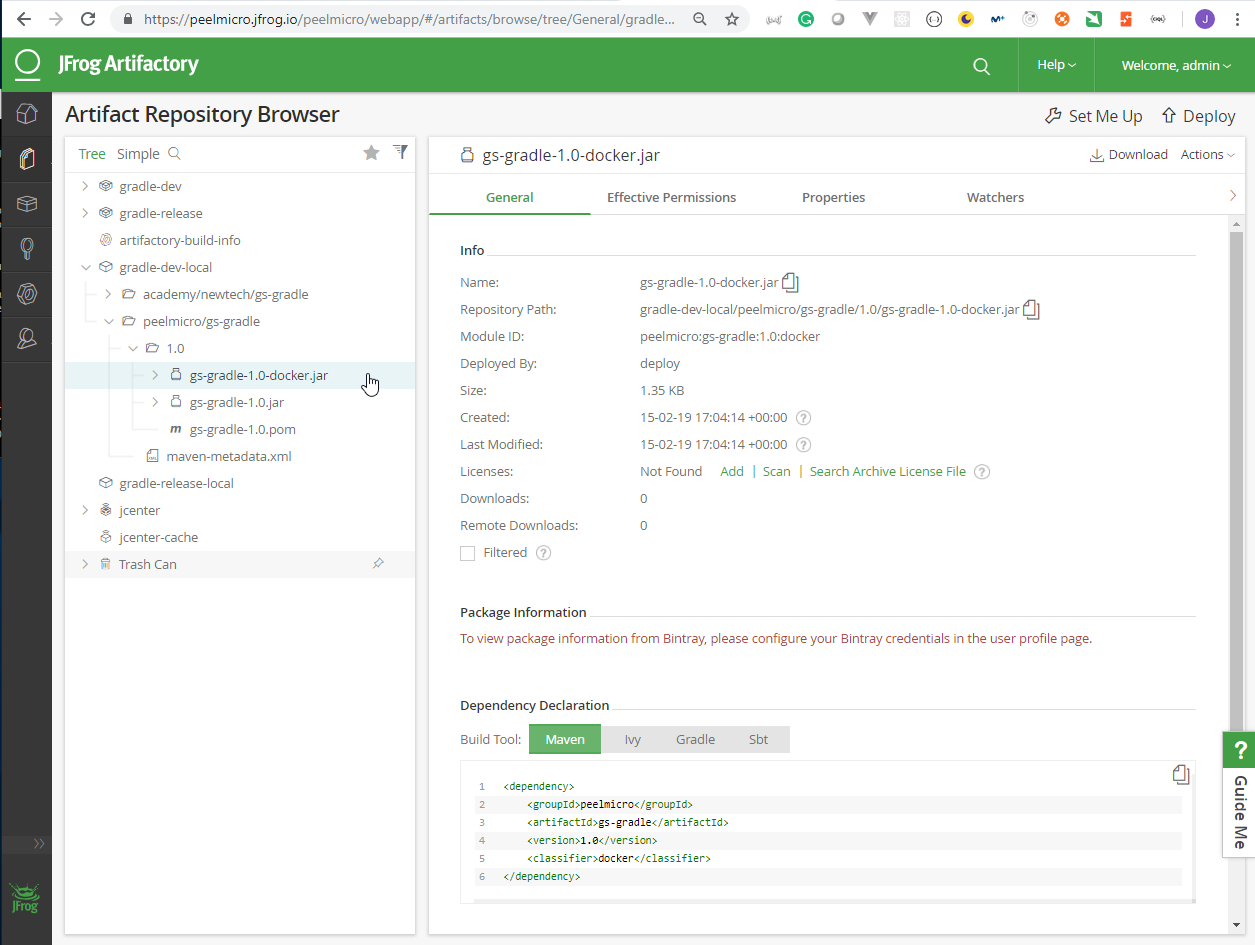 https://peelmicro.jfrog.io/peelmicro/webapp/#/artifacts/browse/tree/General/gradle...
J
JFrog Artifactory
Help
Welcome, admin
Artifact Repository Browser
Set Me Up
Deploy
Tree Simple
gradle-dev
gradle-release
artifactory-build-info
gradle-dev-local
academy/newtech/gs-gradle
peelmicro/gs-gradle
1.0
gs-gradle-1.0-docker.jar
gs-gradle-1.0.jar
m gs-gradle-1.0.pom
maven-metadata.xml
gradle-release-local
jcenter
jcenter-cache
Trash Can
JFrog
gs-gradle-1.0-docker.jar
Download Actions
General Effective Permissions Properties Watchers
Info
Name: gs-gradle-1.0-docker.jar
Repository Path: gradle-dev-local/peelmicro/gs-gradle/1.0/gs-gradle-1.0-docker.jar
Module ID: peelmicro:gs-gradle:1.0:docker
Deployed By: deploy
Size: 1.35 KB
Created: 15-02-19 17:04:14 +00:00 ?
Last Modified: 15-02-19 17:04:14 +00:00 ?
Licenses: Not Found Add | Scan | Search Archive License File ?
Downloads: 0
Remote Downloads: 0
Filtered ?
Package Information
To view package information from Bintray, please configure your Bintray credentials in the user profile page.
Dependency Declaration
Build Tool: Maven Ivy Gradle Sbt
1 <dependency>
2 <groupId>peelmicro</groupId>
3 <artifactId>gs-gradle</artifactId>
4 <version>1.0</version>
5 <classifier>docker</classifier>
6 </dependency>
?
Guide Me